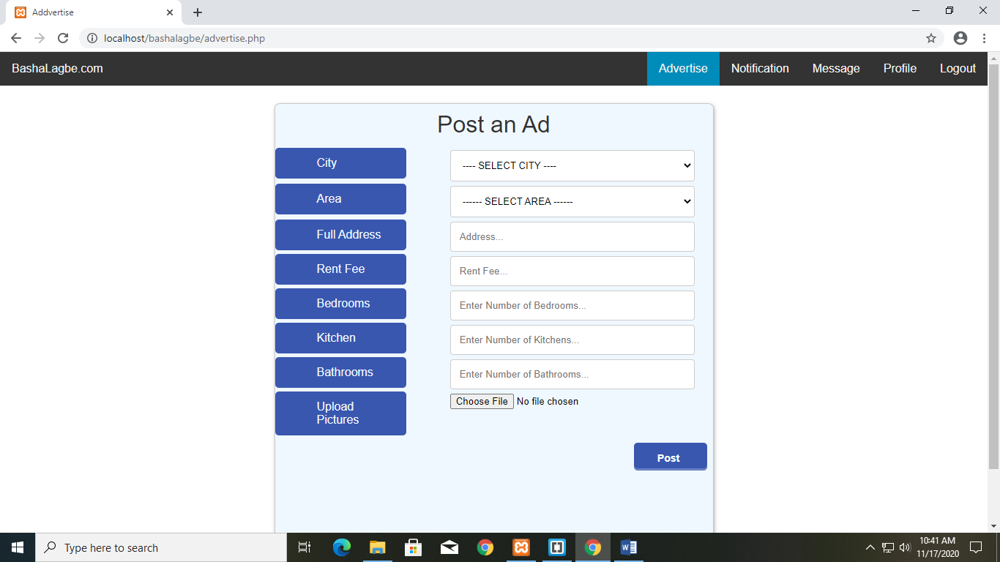 Addvertise
localhost/bashalagbe/advertise.php
BashaLagbe.com Advertise Notification Message Profile Logout
Post an Ad
City ---- SELECT CITY ----
Area ------ SELECT AREA ------
Full Address Address...
Rent Fee Rent Fee...
Bedrooms Enter Number of Bedrooms...
Kitchen Enter Number of Kitchens...
Bathrooms Enter Number of Bathrooms...
Upload Choose File No file chosen
Pictures
Post
Type here to search
10:41 AM
11/17/2020